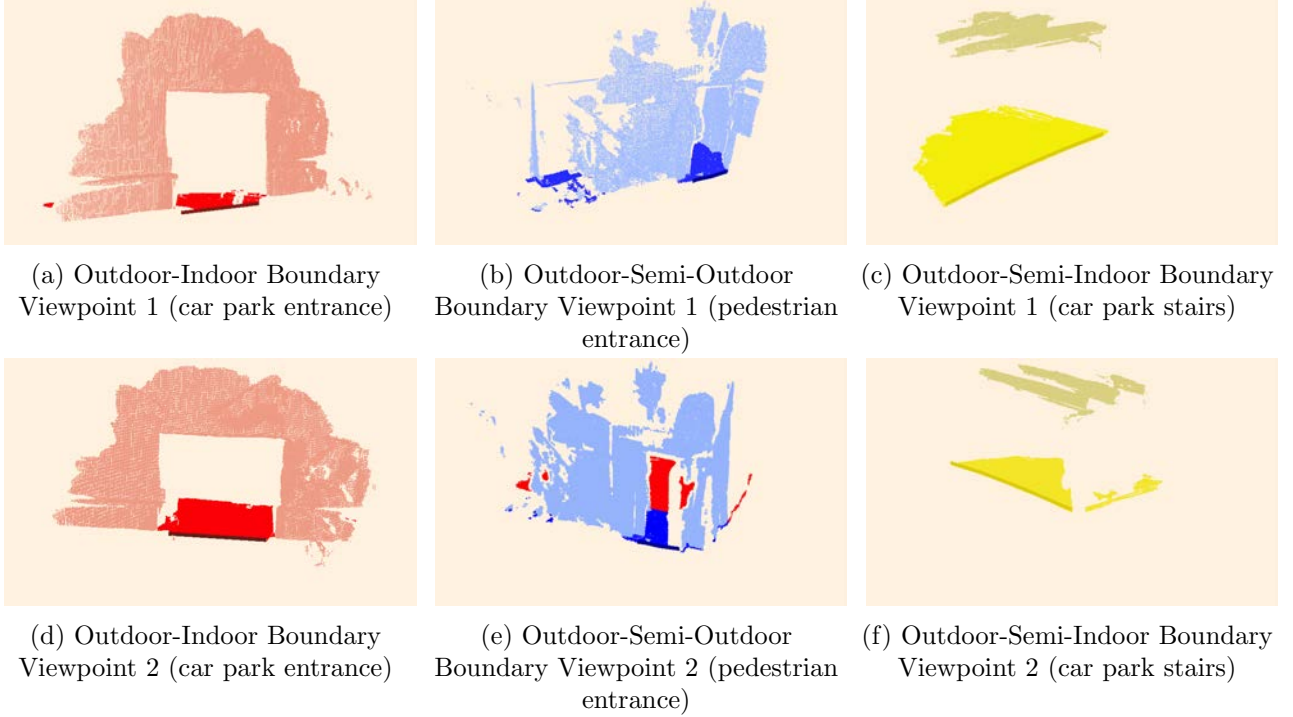 (a) Outdoor-Indoor Boundary
Viewpoint 1 (car park entrance)
(b) Outdoor-Semi-Outdoor
Boundary Viewpoint 1 (pedestrian
entrance)
(c) Outdoor-Semi-Indoor Boundary
Viewpoint 1 (car park stairs)
(d) Outdoor-Indoor Boundary
Viewpoint 2 (car park entrance)
(e) Outdoor-Semi-Outdoor
Boundary Viewpoint 2 (pedestrian
entrance)
(f) Outdoor-Semi-Indoor Boundary
Viewpoint 2 (car park stairs)